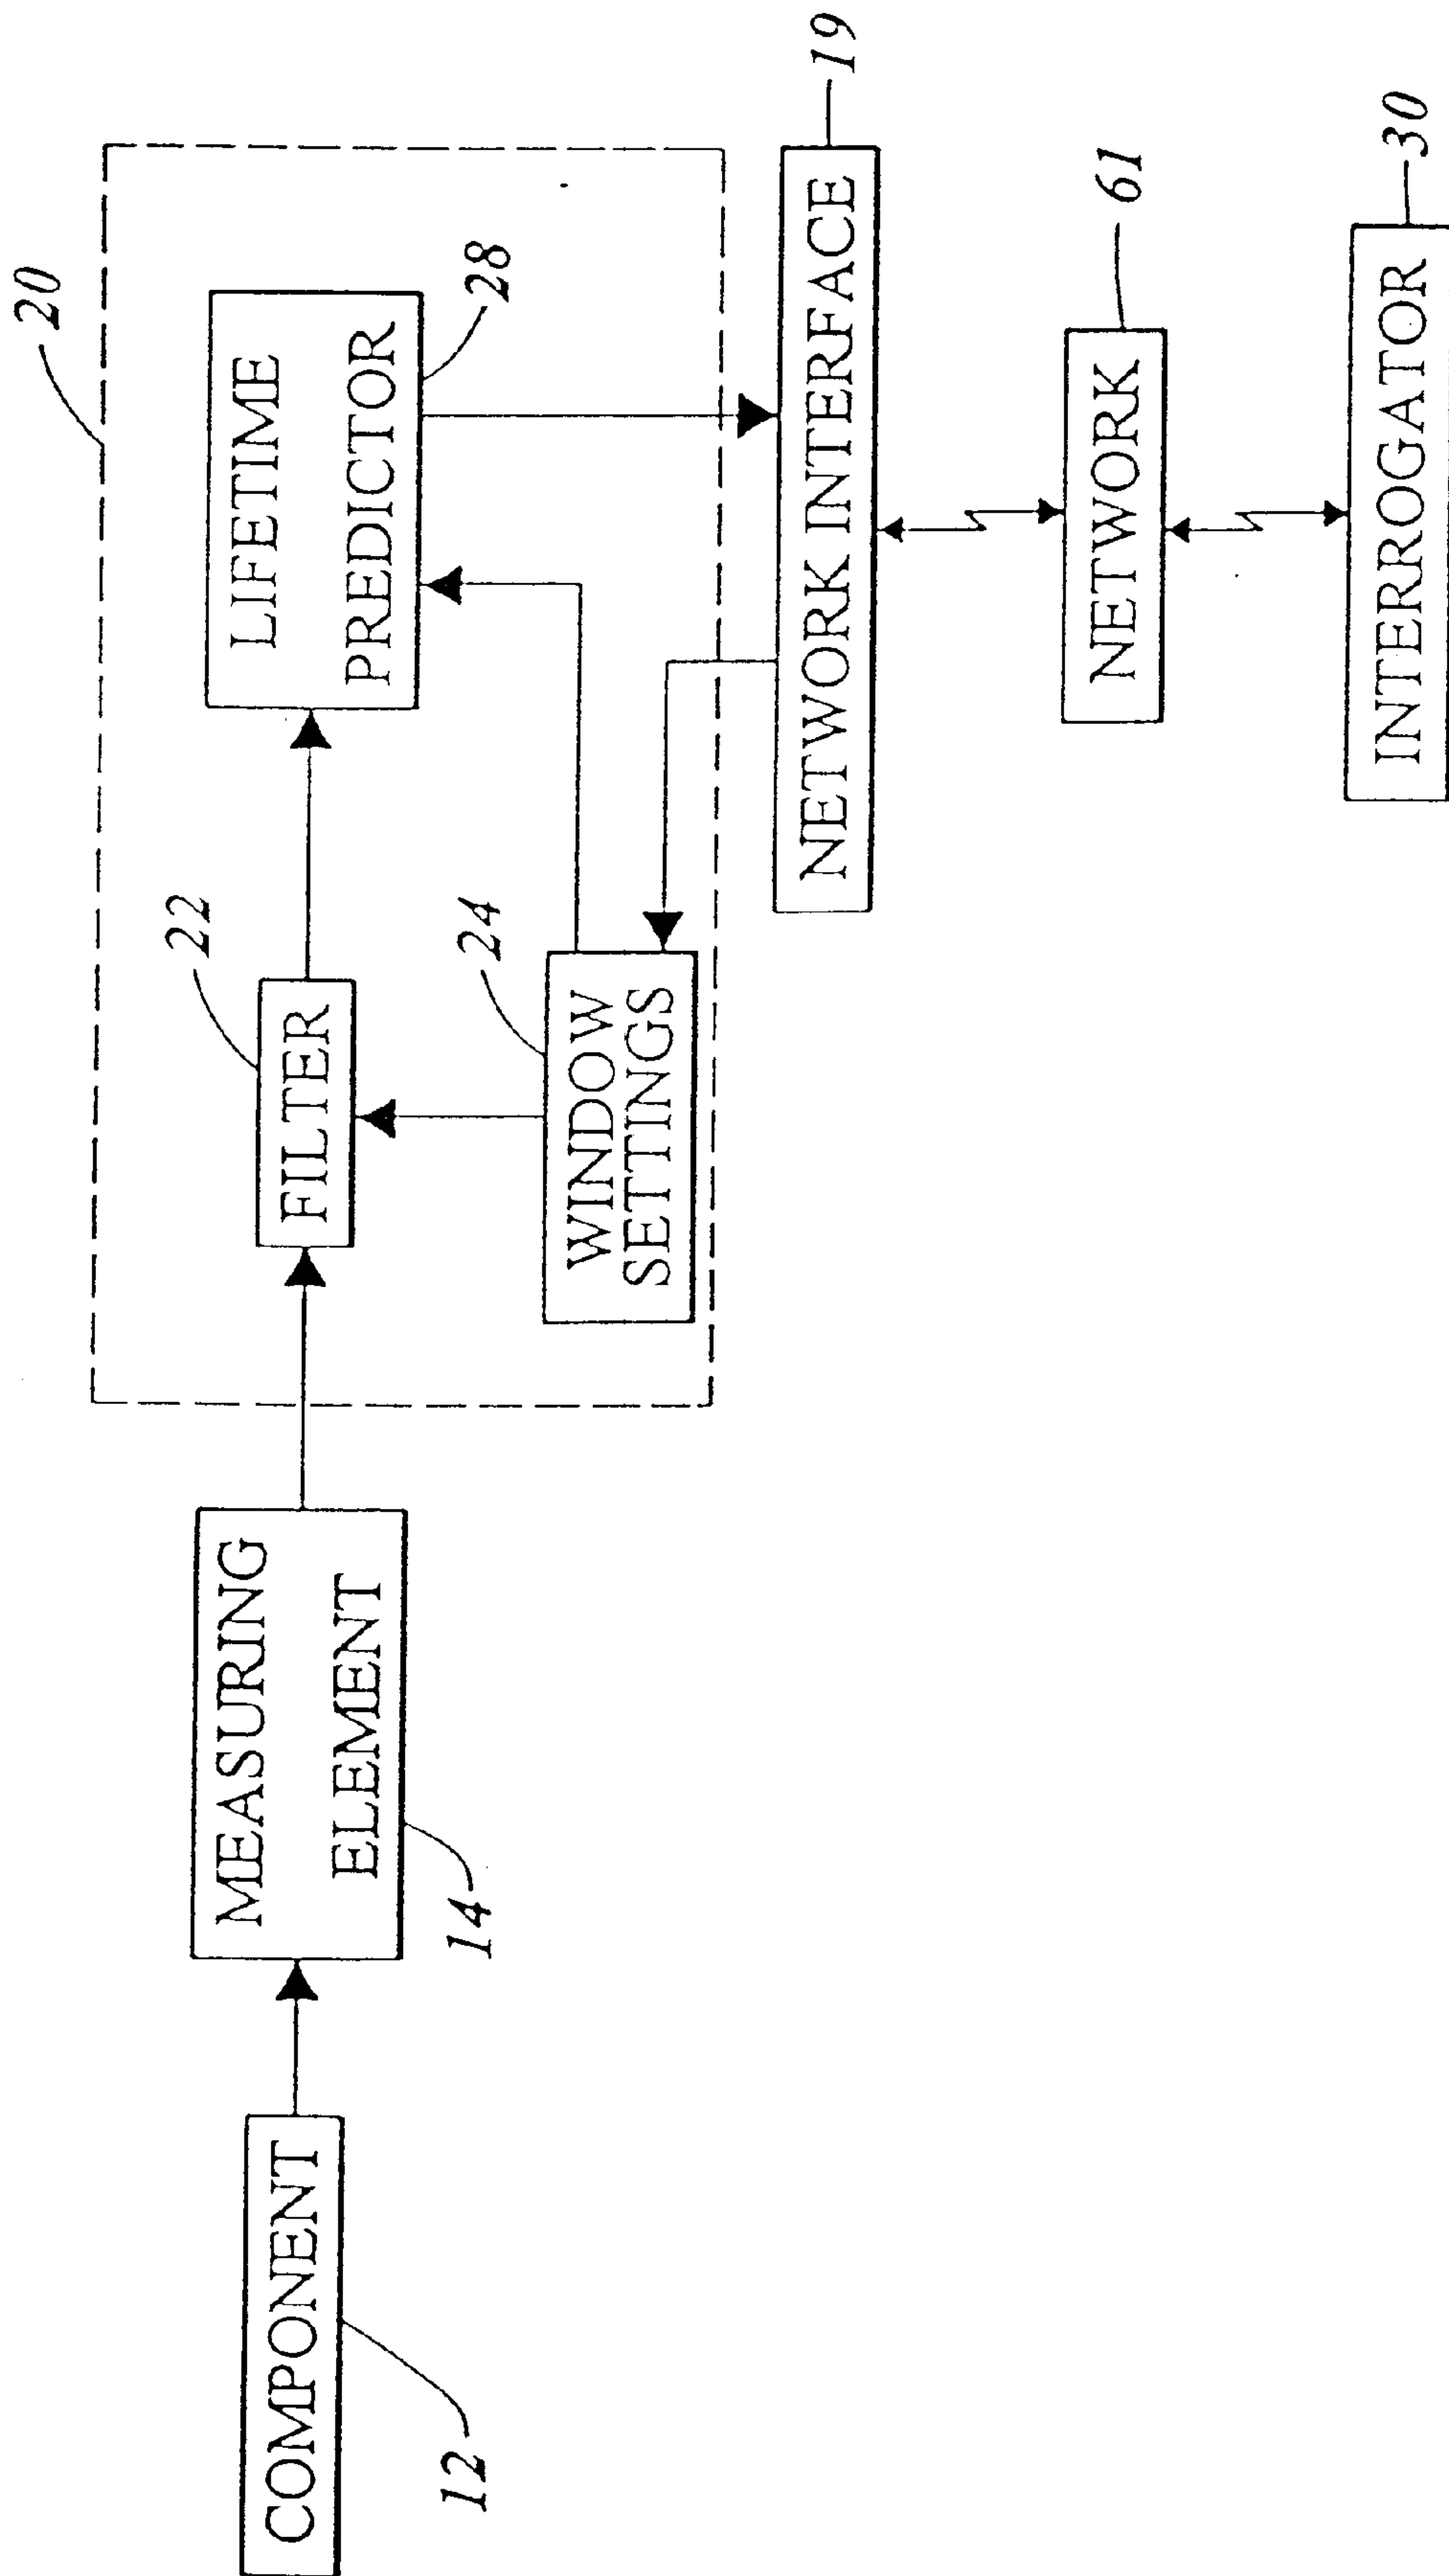 20
22
LIFETIME
PREDICTOR
28
FILTER
24
WINDOW
SETTINGS
MEASURING
ELEMENT
14
COMPONENT
12
NETWORK INTERFACE
19
NETWORK
61
INTERROGATOR
30